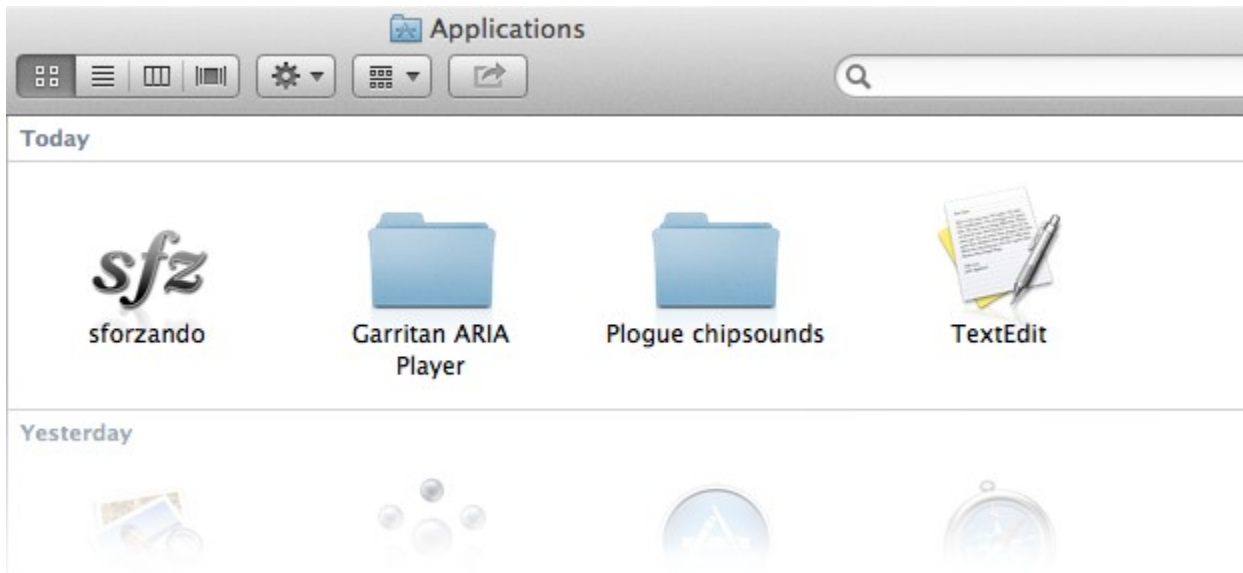 Applications
Today
sfz
sforzando
Garritan ARIA
Player
Plogue chipsounds
TextEdit
Yesterday